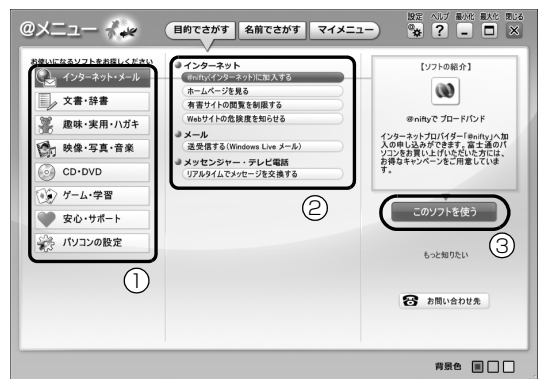 @メニュー
目的でさがす
名前でさがす
マイメニュー
設定
ヘルプ
最小化
最大化
閉じる
お使いになるソフトをお探しください
インターネット・メール
文書・辞書
趣味・実用・ハガキ
映像・写真・音楽
CD・DVD
ゲーム・学習
安心・サポート
パソコンの設定
①
インターネット
@nifty(インターネット)に加入する
ホームページを見る
有害サイトの閲覧を制限する
Webサイトの危険度を知らせる
メール
送受信する(Windows Live メール)
メッセンジャー・テレビ電話
リアルタイムでメッセージを交換する
②
【ソフトの紹介】
@niftyで ブロードバンド
インターネットプロバイダー「@nifty」へ加
入の申し込みができます。富士通のパ
ソコンをお買い上げいただいた方には、
お得なキャンペーンをご用意していま
す。
このソフトを使う
③
もっと知りたい
お問い合わせ先
背景色